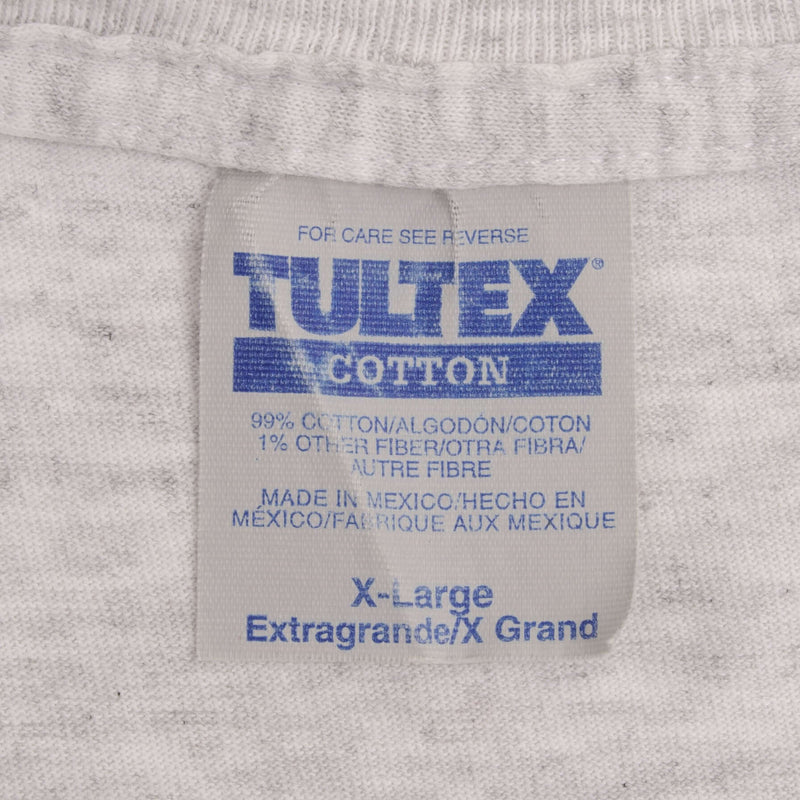 FOR CARE SEE REVERSE
TULTEX®
COTTON
99% COTTON/ALGODÓN/COTON
1% OTHER FIBER/OTRA FIBRA/
AUTRE FIBRE
MADE IN MEXICO/HECHO EN
MÉXICO/FABRIQUE AUX MEXIQUE
X-Large
Extragrande/X Grand